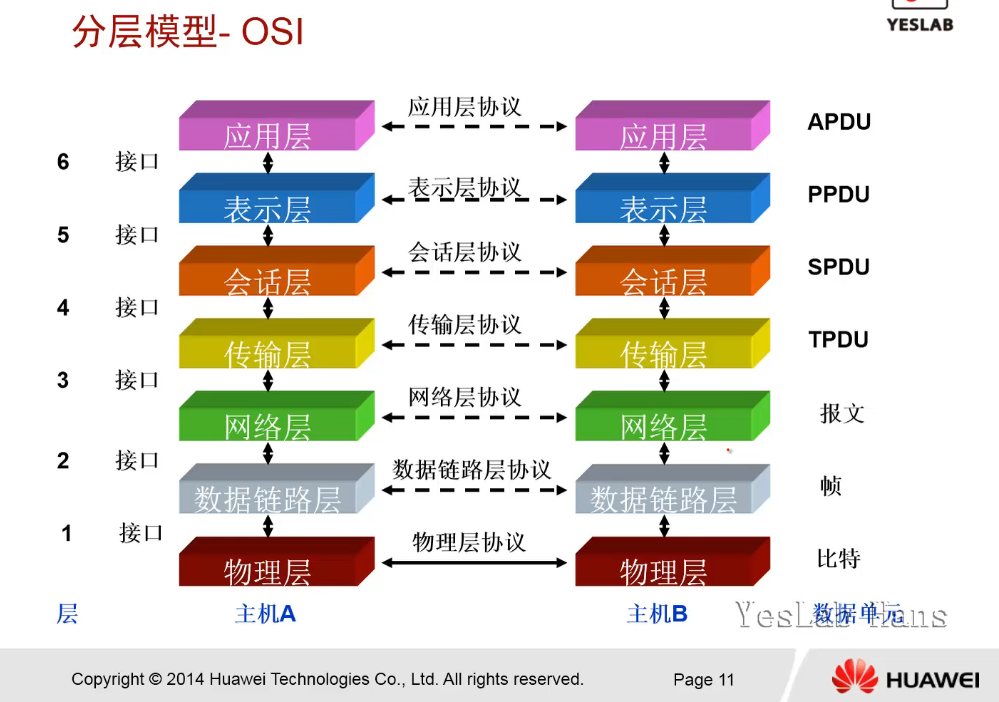 分层模型- OSI
YESLAB
应用层协议
应用层
应用层
APDU
6 接口
表示层协议
表示层
表示层
PPDU
5 接口
会话层协议
会话层
会话层
SPDU
4 接口
传输层协议
传输层
传输层
TPDU
3 接口
网络层协议
网络层
网络层
报文
2 接口
数据链路层协议
数据链路层
数据链路层
帧
1 接口
物理层协议
物理层
物理层
比特
层
主机A
主机B
数据单元
YesLab Hans
Copyright © 2014 Huawei Technologies Co., Ltd. All rights reserved.
Page 11
HUAWEI